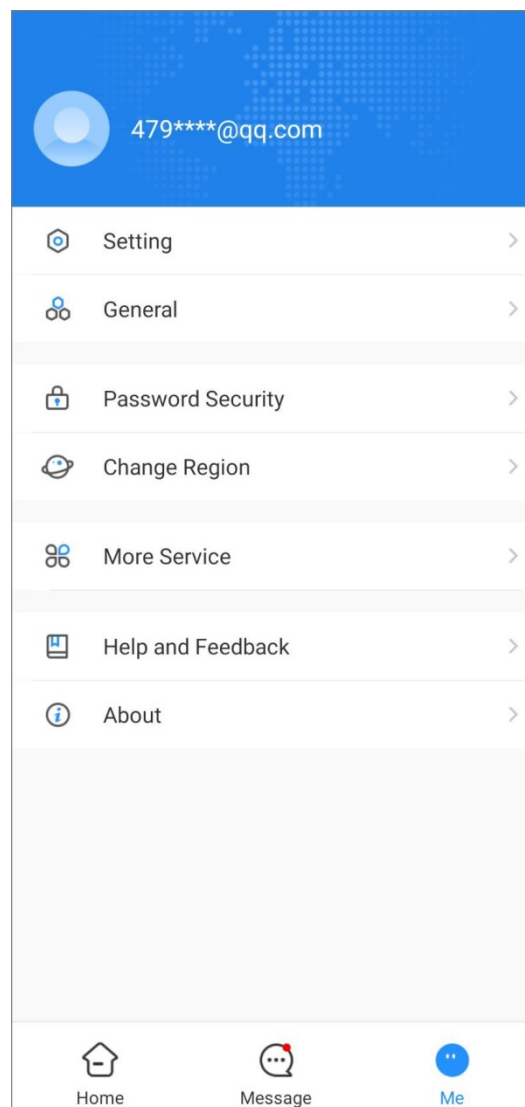 479****@qq.com
Setting
General
Password Security
Change Region
More Service
Help and Feedback
About
Home
Message
Me